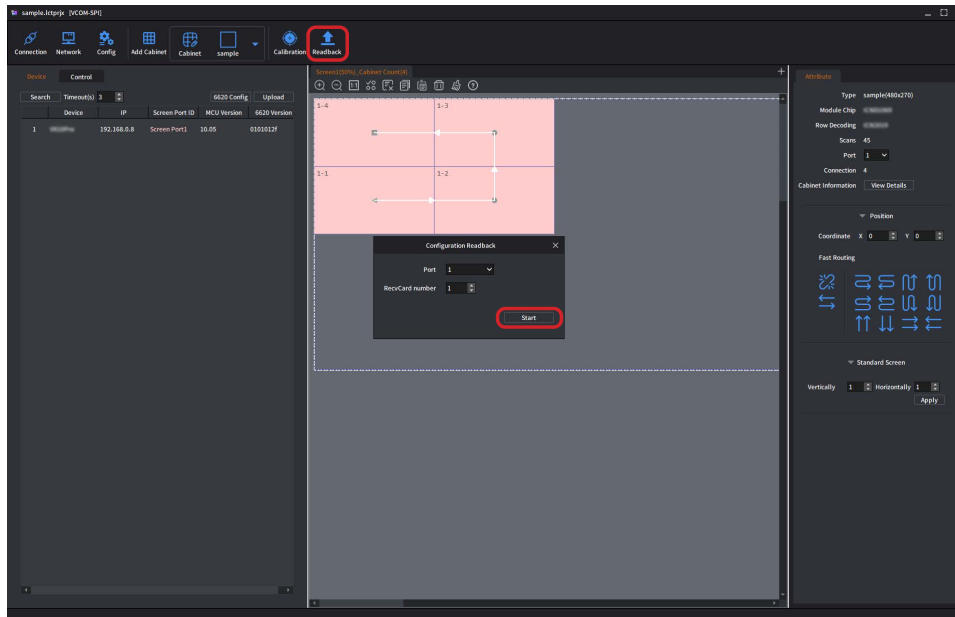 sample.lctprjx [VCOM-SPI]
Connection Network Config Add Cabinet Cabinet sample Calibration Readback
Device Control
Search Timeout(s) 3 6620 Config Upload
Device IP Screen Port ID MCU Version 6620 Version
1 192.168.0.8 Screen Port1 10.05 0101012f
Screen1(50%)_Cabinet Count(4)
1:1
1-4 1-3
1-1 1-2
Configuration Readback
Port 1
RecvCard number 1
Start
Attribute
Type sample(480x270)
Module Chip
Row Decoding
Scans 45
Port 1
Connection 4
Cabinet Information View Details
Position
Coordinate X 0 Y 0
Fast Routing
Standard Screen
Vertically 1 Horizontally 1
Apply